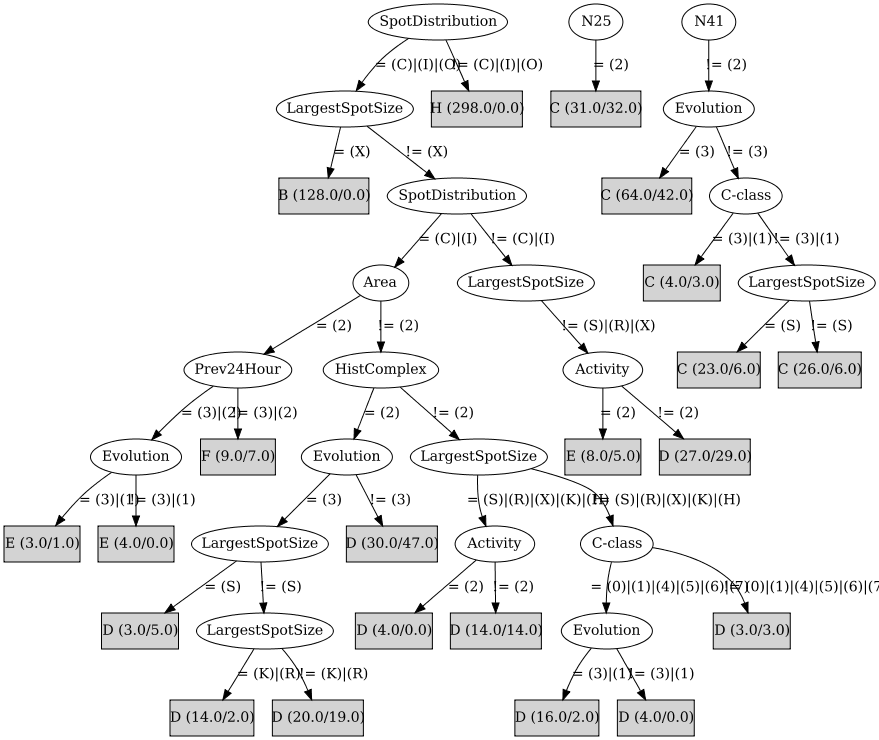 SpotDistribution
N25
N41
= (C)|(I)|(O)
!= (C)|(I)|(O)
= (2)
!= (2)
LargestSpotSize
H (298.0/0.0)
C (31.0/32.0)
Evolution
= (X)
!= (X)
= (3)
!= (3)
B (128.0/0.0)
SpotDistribution
C (64.0/42.0)
C-class
= (C)|(I)
!= (C)|(I)
= (3)|(1)
!= (3)|(1)
Area
LargestSpotSize
C (4.0/3.0)
LargestSpotSize
= (2)
!= (2)
!= (S)|(R)|(X)
= (S)
!= (S)
Prev24Hour
HistComplex
Activity
C (23.0/6.0)
C (26.0/6.0)
= (3)|(2)
!= (3)|(2)
= (2)
!= (2)
= (2)
!= (2)
Evolution
F (9.0/7.0)
Evolution
LargestSpotSize
E (8.0/5.0)
D (27.0/29.0)
= (3)|(1)
!= (3)|(1)
= (3)
!= (3)
= (S)|(R)|(X)|(K)|(H)
!= (S)|(R)|(X)|(K)|(H)
E (3.0/1.0)
E (4.0/0.0)
LargestSpotSize
D (30.0/47.0)
Activity
C-class
= (S)
!= (S)
= (2)
!= (2)
= (0)|(1)|(4)|(5)|(6)|(7)
!= (0)|(1)|(4)|(5)|(6)|(7
D (3.0/5.0)
LargestSpotSize
D (4.0/0.0)
D (14.0/14.0)
Evolution
D (3.0/3.0)
= (K)|(R)
!= (K)|(R)
= (3)|(1)
!= (3)|(1)
D (14.0/2.0)
D (20.0/19.0)
D (16.0/2.0)
D (4.0/0.0)